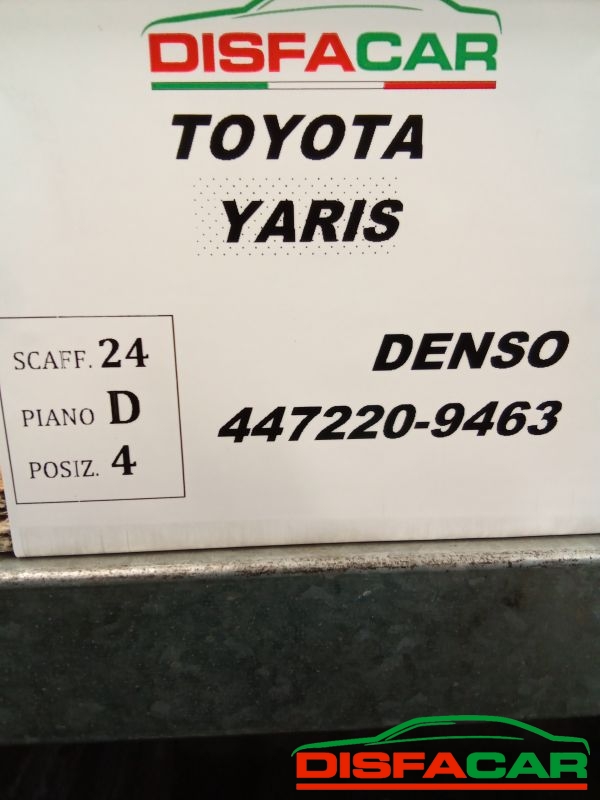 DISFACAR
TOYOTA
YARIS
SCAFF. 24
PIANO D
POSIZ. 4
DENSO
447220-9463
DISFACAR